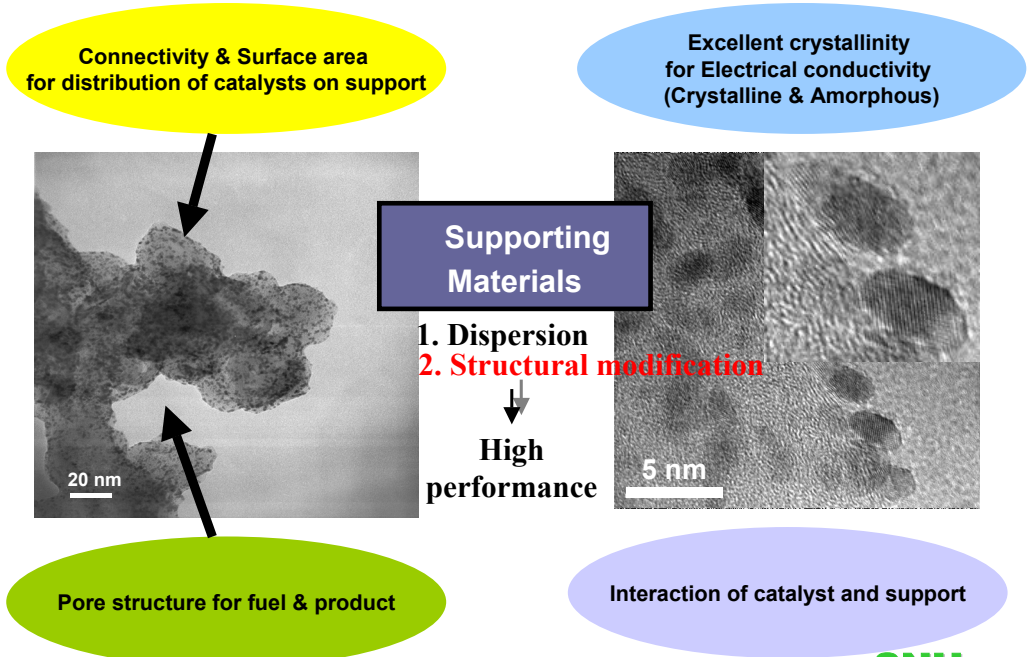 Connectivity & Surface area
for distribution of catalysts on support
Excellent crystallinity
for Electrical conductivity
(Crystalline & Amorphous)
Supporting
Materials
1. Dispersion
2. Structural modification
High
performance
20 nm
5 nm
Pore structure for fuel & product
Interaction of catalyst and support